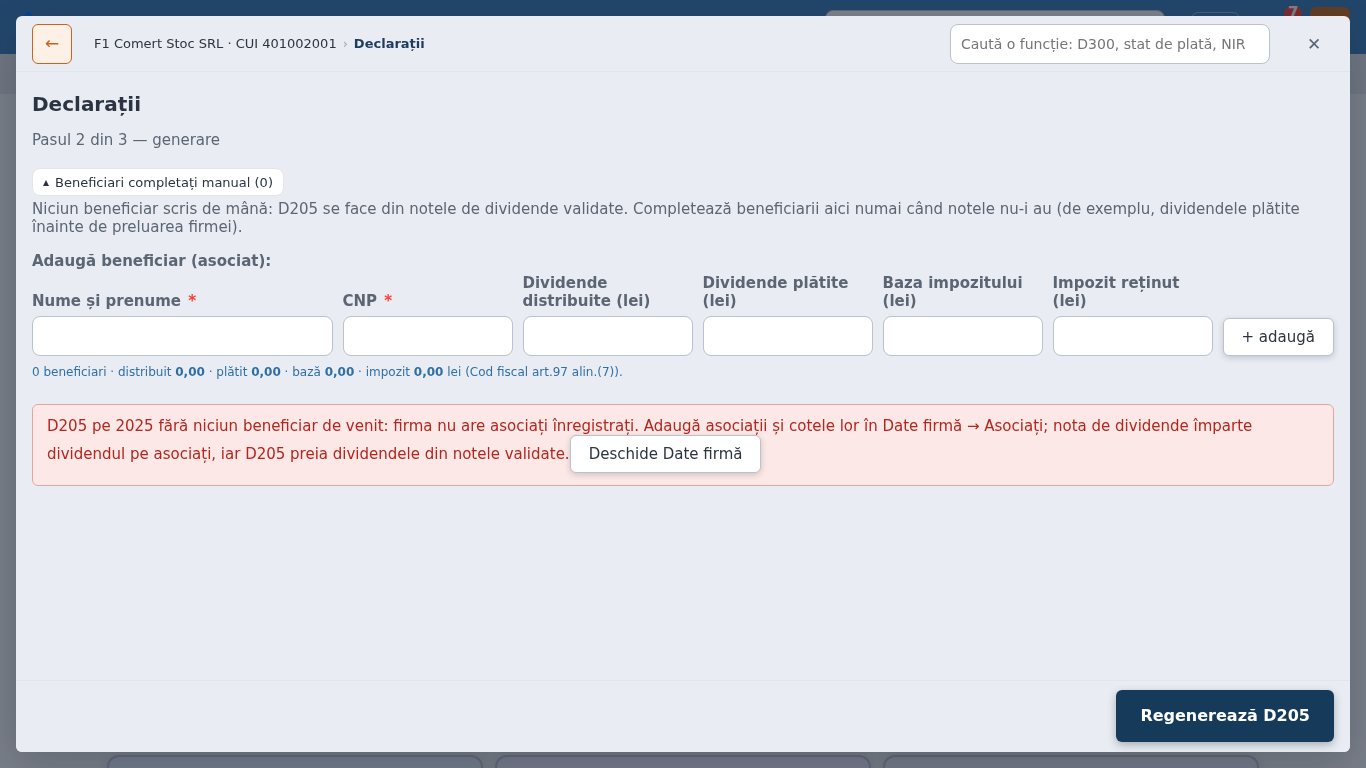 7
←
F1 Comert Stoc SRL · CUI 401002001 › Declarații
Caută o funcție: D300, stat de plată, NIR
✕
Declarații
Pasul 2 din 3 — generare
▴ Beneficiari completați manual (0)
Niciun beneficiar scris de mână: D205 se face din notele de dividende validate. Completează beneficiarii aici numai când notele nu-i au (de exemplu, dividendele plătite
înainte de preluarea firmei).
Adaugă beneficiar (asociat):
Nume și prenume *
CNP *
Dividende
distribuite (lei)
Dividende plătite
(lei)
Baza impozitului
(lei)
Impozit reținut
(lei)
+ adaugă
0 beneficiari · distribuit 0,00 · plătit 0,00 · bază 0,00 · impozit 0,00 lei (Cod fiscal art.97 alin.(7)).
D205 pe 2025 fără niciun beneficiar de venit: firma nu are asociați înregistrați. Adaugă asociații și cotele lor în Date firmă → Asociați; nota de dividende împarte
dividendul pe asociați, iar D205 preia dividendele din notele validate. Deschide Date firmă
Regenerează D205